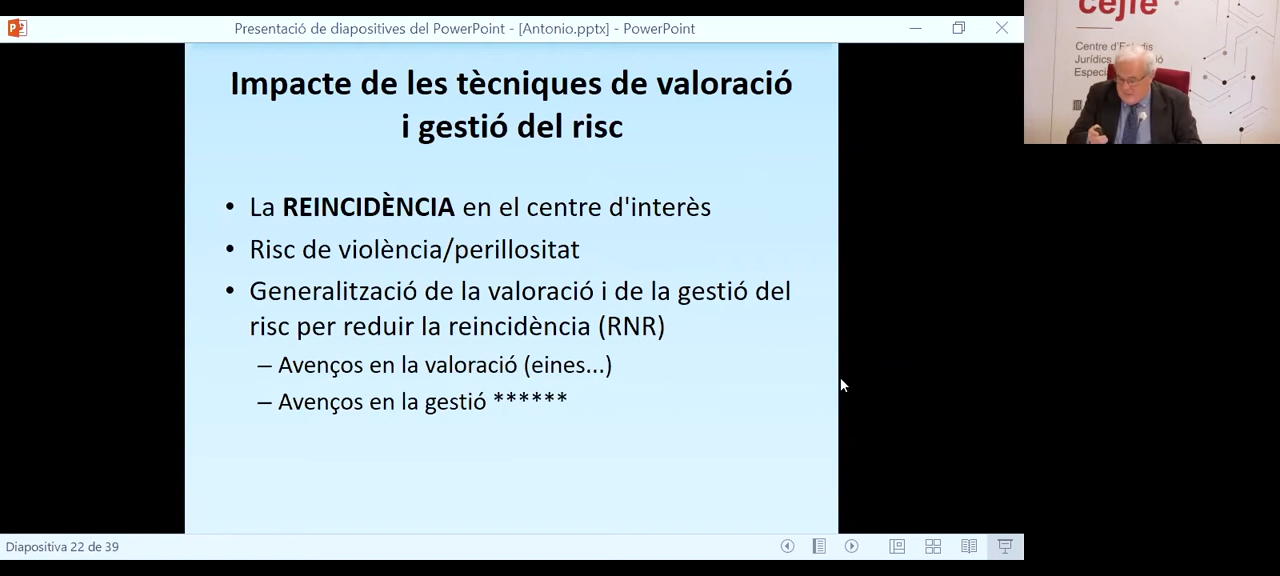 Presentació de diapositives del PowerPoint - [Antonio.pptx] - PowerPoint
Impacte de les tècniques de valoració
i gestió del risc
• La REINCIDÈNCIA en el centre d'interès
• Risc de violència/perillositat
• Generalització de la valoració i de la gestió del
risc per reduir la reincidència (RNR)
– Avenços en la valoració (eines...)
– Avenços en la gestió ******
Diapositiva 22 de 39
cejfe
Centre d'Estudis
Jurídics
Especia